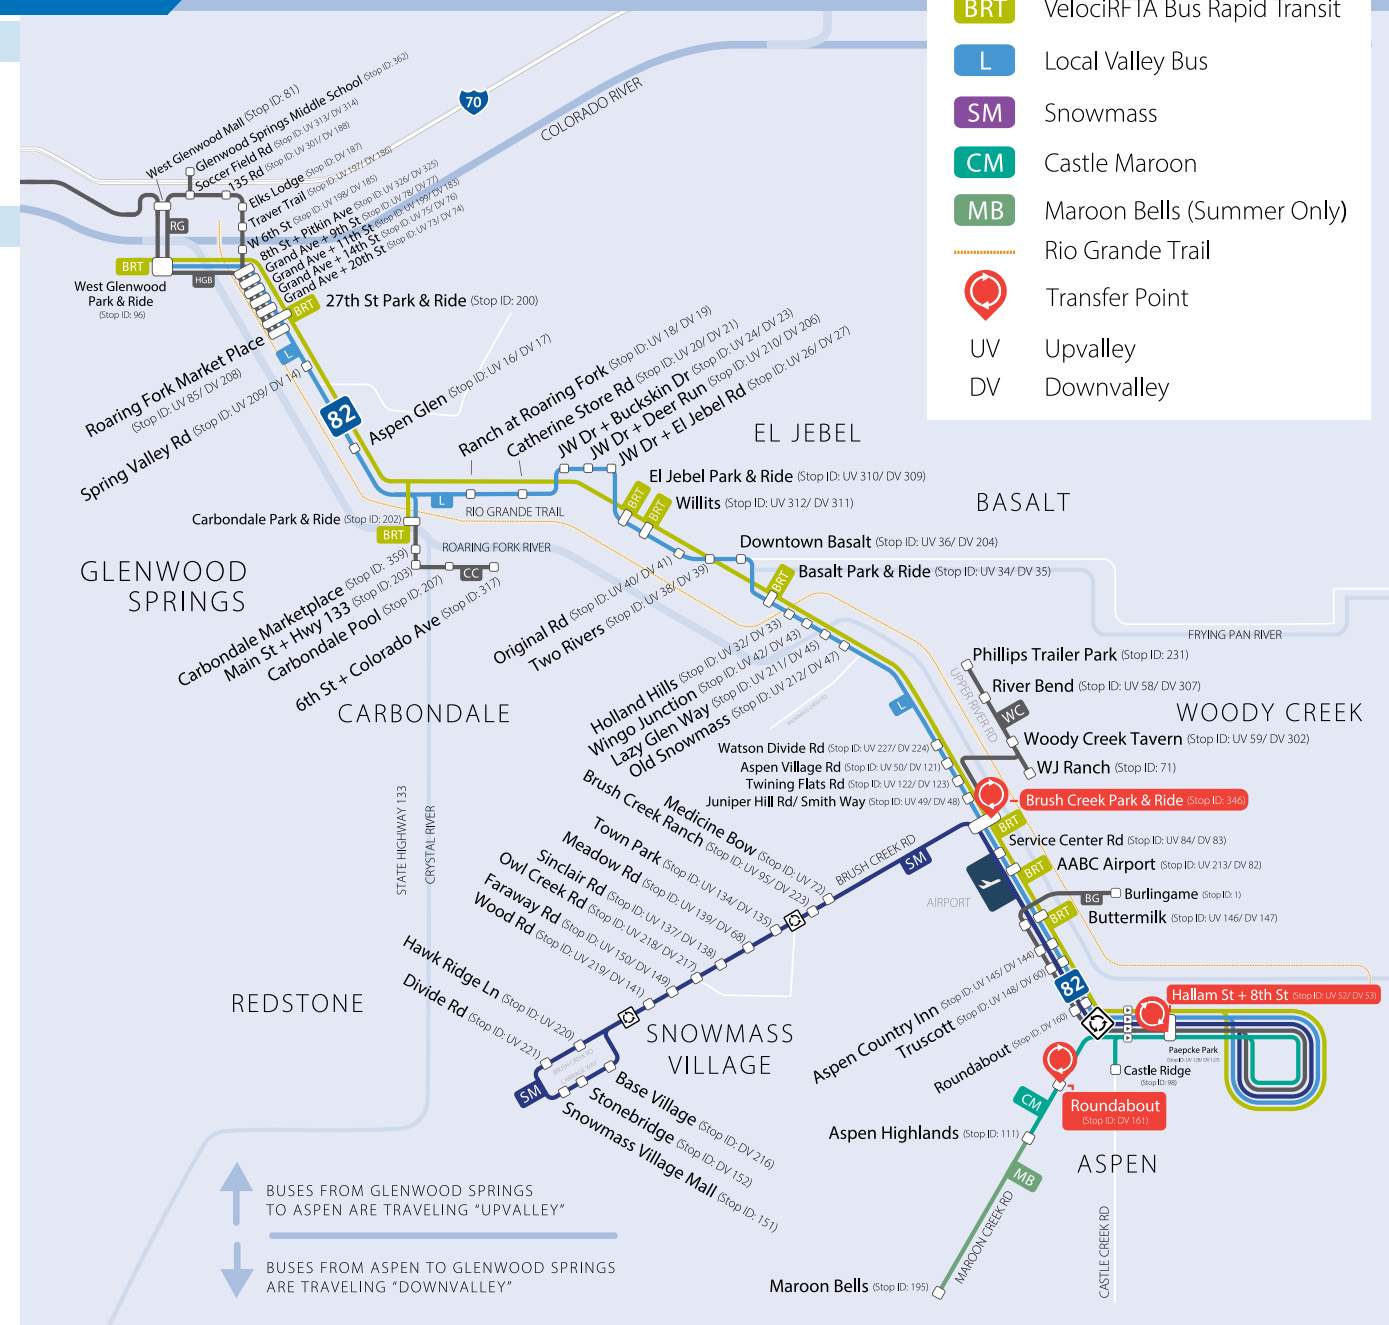 BRT VelociRFTA Bus Rapid Transit
L Local Valley Bus
SM Snowmass
CM Castle Maroon
MB Maroon Bells (Summer Only)
Rio Grande Trail
Transfer Point
UV Upvalley
DV Downvalley
70
COLORADO RIVER
West Glenwood Mall (Stop ID: 81)
Glenwood Springs Middle School (Stop ID: 362)
Soccer Field Rd (Stop ID: UV 313/ DV 314)
135 Rd (Stop ID: UV 301/ DV 188)
Elks Lodge (Stop ID: DV 187)
Traver Trail (Stop ID: UV 197/ DV 186)
W 6th St (Stop ID: UV 198/ DV 185)
8th St + Pitkin Ave (Stop ID: UV 326/ DV 325)
Grand Ave + 9th St (Stop ID: UV 78/ DV 77)
Grand Ave + 11th St (Stop ID: UV 199/ DV 183)
Grand Ave + 14th St (Stop ID: UV 75/ DV 76)
Grand Ave + 20th St (Stop ID: UV 73/ DV 74)
RG
BRT
HGB
West Glenwood
Park & Ride
(Stop ID: 96)
BRT
27th St Park & Ride (Stop ID: 200)
L
Roaring Fork Market Place
(Stop ID: UV 85/ DV 208)
Spring Valley Rd (Stop ID: UV 209/ DV 14)
82
Aspen Glen (Stop ID: UV 16/ DV 17)
Ranch at Roaring Fork (Stop ID: UV 18/ DV 19)
Catherine Store Rd (Stop ID: UV 20/ DV 21)
JW Dr + Buckskin Dr (Stop ID: UV 24/ DV 23)
JW Dr + Deer Run (Stop ID: UV 210/ DV 206)
JW Dr + El Jebel Rd (Stop ID: UV 26/ DV 27)
EL JEBEL
El Jebel Park & Ride (Stop ID: UV 310/ DV 309)
BRT
BRT
Willits (Stop ID: UV 312/ DV 311)
BASALT
L
RIO GRANDE TRAIL
Carbondale Park & Ride (Stop ID: 202)
BRT
ROARING FORK RIVER
CC
Downtown Basalt (Stop ID: UV 36/ DV 204)
BRT
Basalt Park & Ride (Stop ID: UV 34/ DV 35)
GLENWOOD
SPRINGS
Carbondale Marketplace (Stop ID: 359)
Main St + Hwy 133 (Stop ID: 203)
Carbondale Pool (Stop ID: 207)
6th St + Colorado Ave (Stop ID: 317)
Original Rd (Stop ID: UV 40/ DV 41)
Two Rivers (Stop ID: UV 38/ DV 39)
FRYING PAN RIVER
Holland Hills (Stop ID: UV 32/ DV 33)
Wingo Junction (Stop ID: UV 42/ DV 43)
Lazy Glen Way (Stop ID: UV 211/ DV 45)
Old Snowmass (Stop ID: UV 212/ DV 47)
SNOWMASS CREEK RD
CARBONDALE
L
UPPER RIVER RD
Phillips Trailer Park (Stop ID: 231)
River Bend (Stop ID: UV 58/ DV 307)
WC
WOODY CREEK
Woody Creek Tavern (Stop ID: UV 59/ DV 302)
WJ Ranch (Stop ID: 71)
Watson Divide Rd (Stop ID: UV 227/ DV 224)
Aspen Village Rd (Stop ID: UV 50/ DV 121)
Twining Flats Rd (Stop ID: UV 122/ DV 123)
Juniper Hill Rd/ Smith Way (Stop ID: UV 49/ DV 48)
Brush Creek Park & Ride (Stop ID: 346)
BRT
Service Center Rd (Stop ID: UV 84/ DV 83)
BRT
AABC Airport (Stop ID: UV 213/ DV 82)
AIRPORT
BG
Burlingame (Stop ID: 1)
BRT
Buttermilk (Stop ID: UV 146/ DV 147)
STATE HIGHWAY 133
CRYSTAL RIVER
BRUSH CREEK RD
SM
Medicine Bow (Stop ID: UV 72)
Brush Creek Ranch (Stop ID: UV 95/ DV 223)
Town Park (Stop ID: UV 134/ DV 135)
Meadow Rd (Stop ID: UV 139/ DV 68)
Sinclair Rd (Stop ID: UV 137/ DV 138)
Owl Creek Rd (Stop ID: UV 218/ DV 217)
Faraway Rd (Stop ID: UV 150/ DV 149)
Wood Rd (Stop ID: UV 219/ DV 141)
Hawk Ridge Ln (Stop ID: UV 220)
Divide Rd (Stop ID: UV 221)
REDSTONE
SNOWMASS
VILLAGE
BRUSH CREEK RD
CARRIAGE WAY
SM
Base Village (Stop ID: DV 216)
Stonebridge (Stop ID: DV 152)
Snowmass Village Mall (Stop ID: 151)
Aspen Country Inn (Stop ID: UV 145/ DV 144)
Truscott (Stop ID: UV 148/ DV 60)
Roundabout (Stop ID: DV 160)
82
Hallam St + 8th St (Stop ID: UV 52/ DV 53)
Paepcke Park
(Stop ID: UV 128/ DV 127)
Castle Ridge
(Stop ID: 98)
Roundabout
(Stop ID: DV 161)
CM
Aspen Highlands (Stop ID: 111)
MB
ASPEN
MAROON CREEK RD
CASTLE CREEK RD
Maroon Bells (Stop ID: 195)
BUSES FROM GLENWOOD SPRINGS
TO ASPEN ARE TRAVELING “UPVALLEY”
BUSES FROM ASPEN TO GLENWOOD SPRINGS
ARE TRAVELING “DOWNVALLEY”